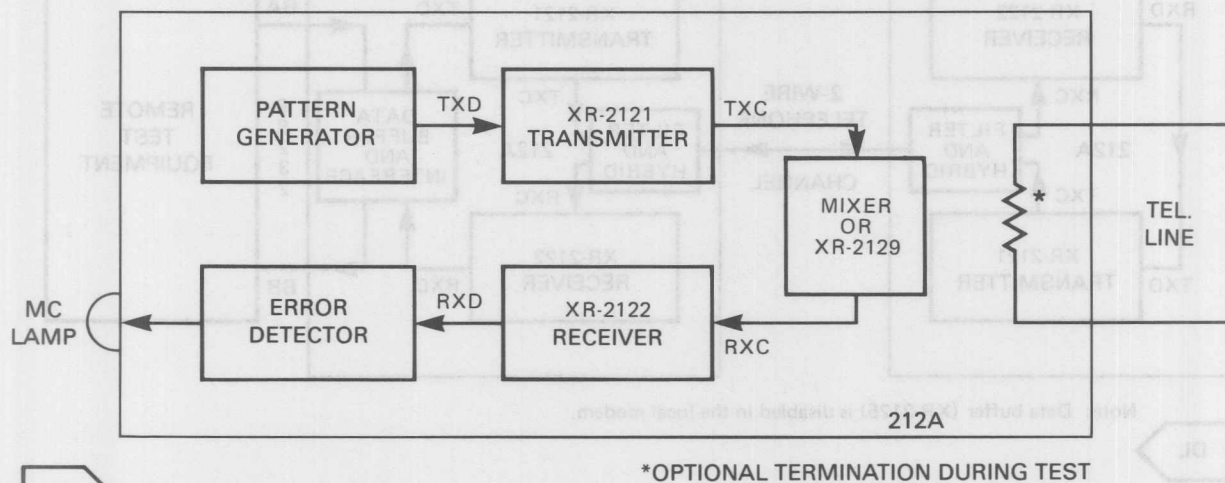 PATTERN
GENERATOR
TXD
XR-2121
TRANSMITTER
TXC
MIXER
OR
XR-2129
*
TEL.
LINE
MC
LAMP
ERROR
DETECTOR
RXD
XR-2122
RECEIVER
RXC
212A
*OPTIONAL TERMINATION DURING TEST